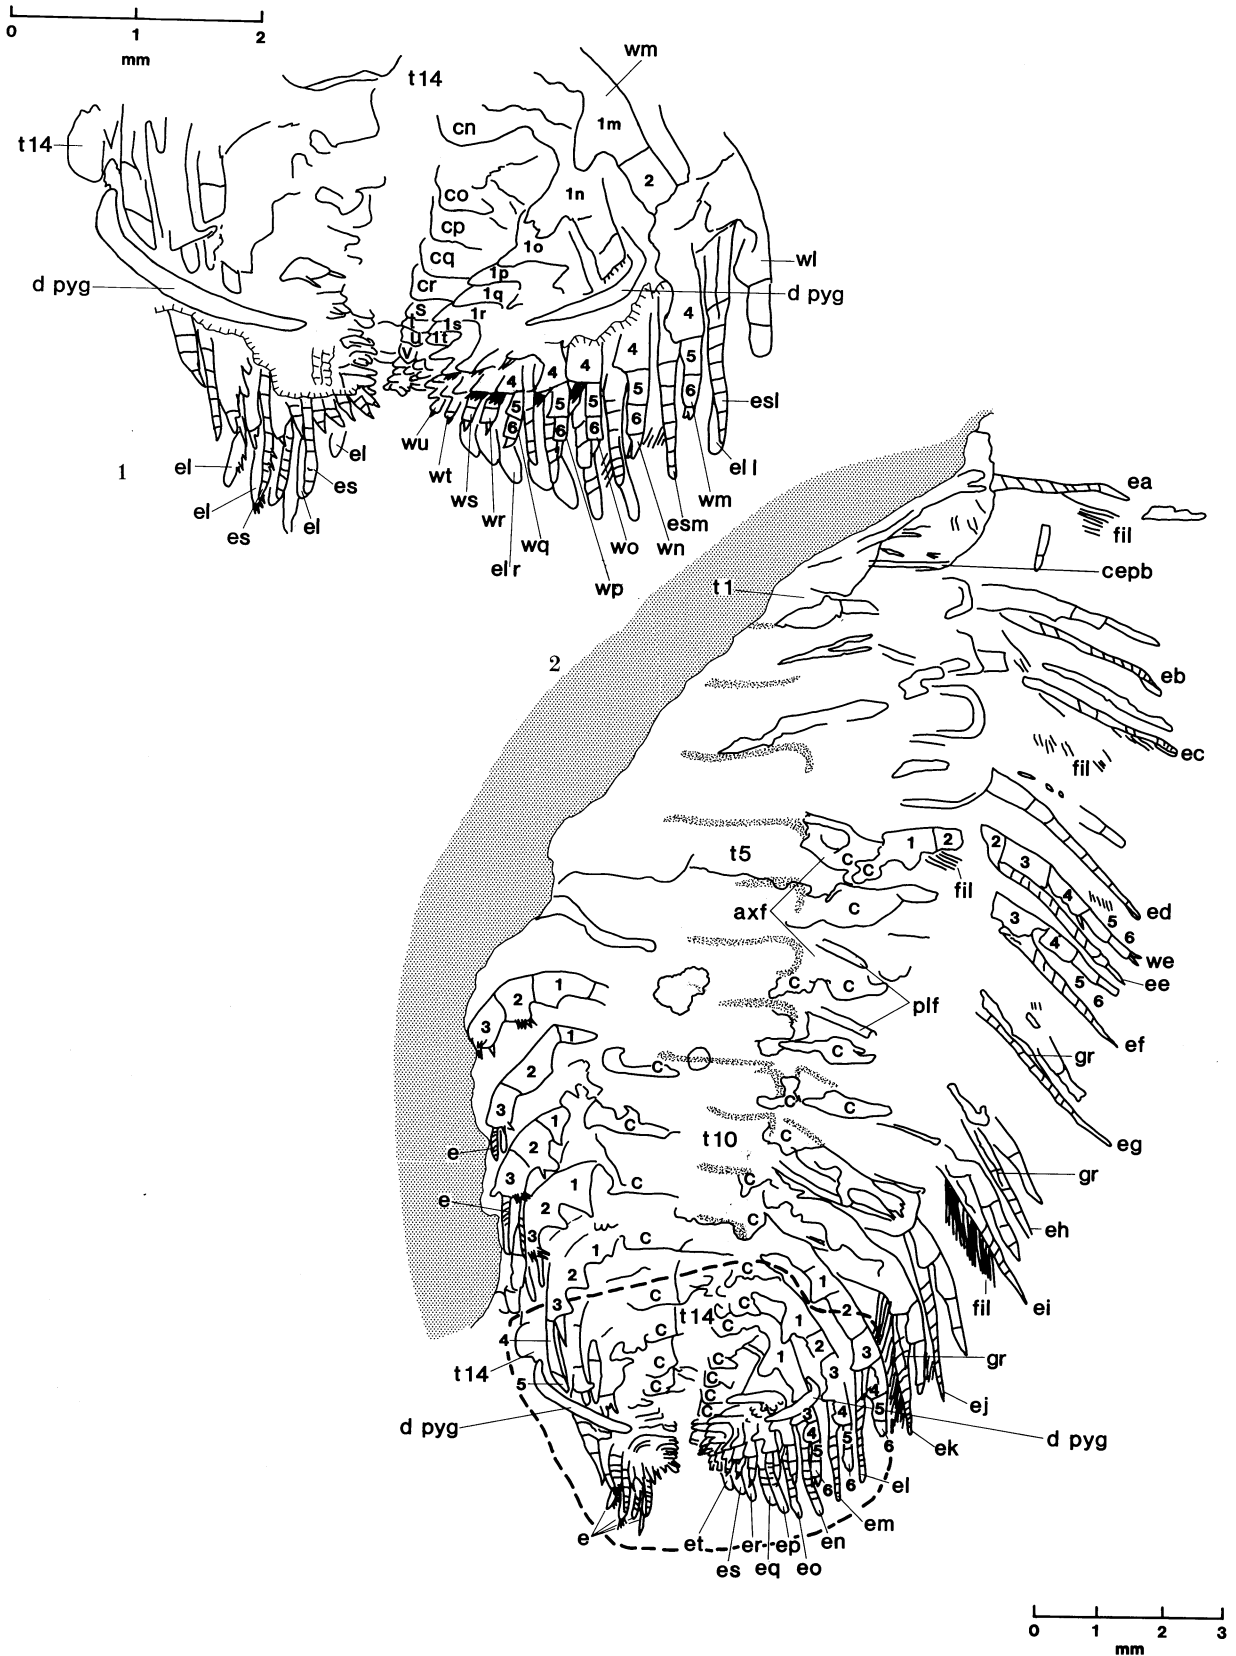 0 1 2
mm
t14
wm
t14
cn
1m
2
co
1n
cp
1o
cq
1p
wl
d pyg
cr
1q
d pyg
s
1r
t
1s
4
u
1t
v
4
5
4
4
4
6
esl
5
5
5
5
6
6
6
6
wu
el
el l
1
el
wt
es
ws
wm
el
el
wr
esm
es
wq
wo
wn
el r
wp
ea
fil
cepb
t1
2
eb
ec
fil
t5
c
c
1
2
2
3
fil
4
ed
axf
c
3
5
6
4
we
ee
c
c
5
6
1
2
plf
3
ef
1
c
gr
2
c
3
c
c
1
c
t10
c
eg
e
2
3
c
c
gr
e
1
2
c
3
c
eh
1
c
2
c
1
fil
ei
3
c
c
t14
1
2
4
c
2
3
gr
t14
c
c
1
3
5
c
c
c
c
c
4
ej
d pyg
3
4
5
d pyg
4
5
5
6
ek
6
6
el
em
e
et
er
ep
en
es
eq
eo
0 1 2 3
mm